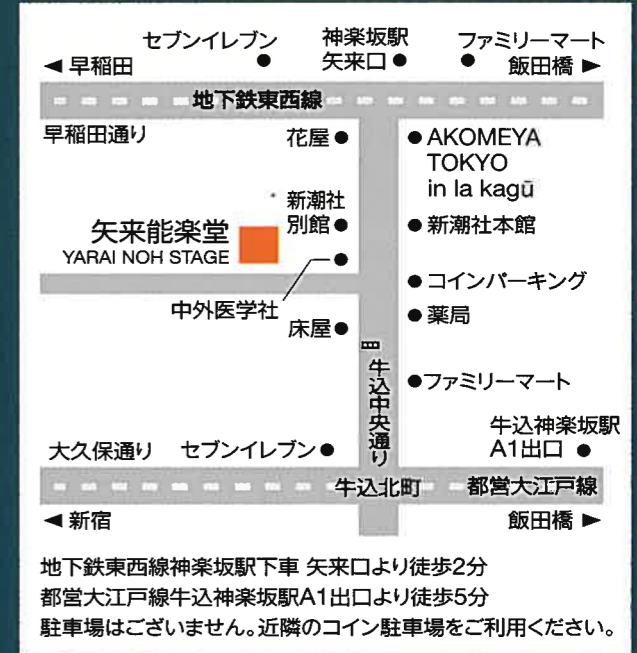 セブンイレブン
神楽坂駅
矢来口
ファミリーマート
◀ 早稲田
飯田橋 ▶
地下鉄東西線
早稲田通り
花屋
AKOMEYA
TOKYO
in la kagū
新潮社
別館
新潮社本館
矢来能楽堂
YARAI NOH STAGE
中外医学社
コインパーキング
床屋
薬局
牛込中央通り
ファミリーマート
牛込神楽坂駅
A1出口
大久保通り
セブンイレブン
牛込北町
都営大江戸線
◀ 新宿
飯田橋 ▶
地下鉄東西線神楽坂駅下車 矢来口より徒歩2分
都営大江戸線牛込神楽坂駅A1出口より徒歩5分
駐車場はございません。近隣のコイン駐車場をご利用ください。